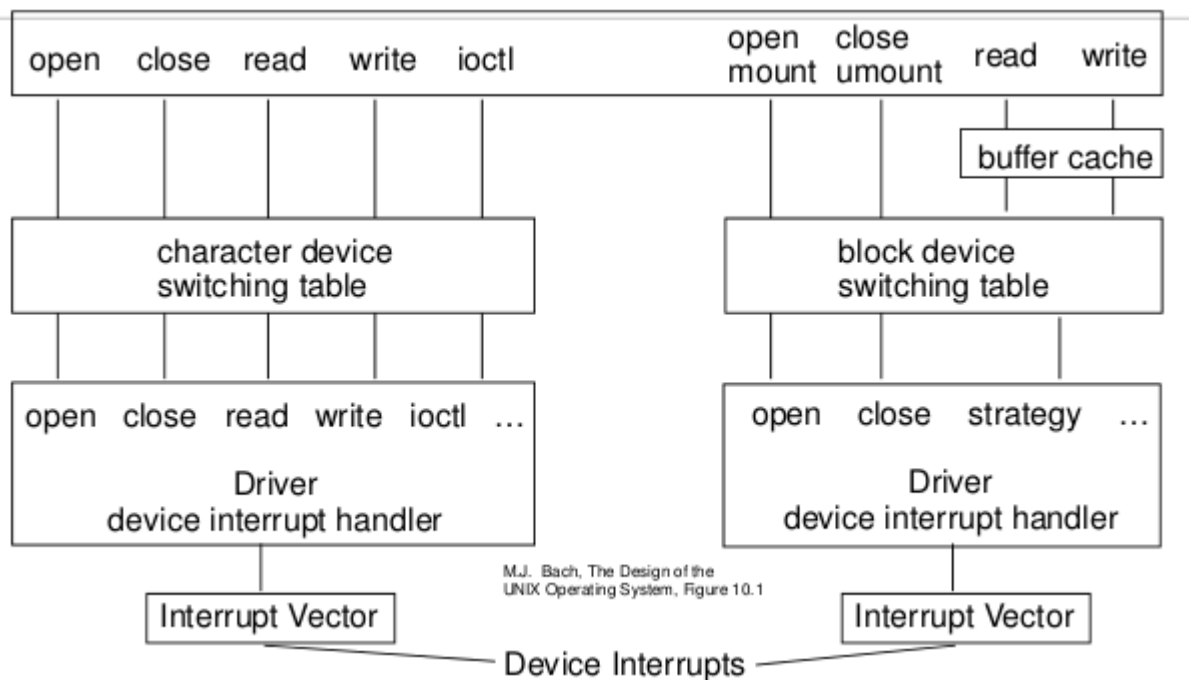 open close read write ioctl
open close read write
mount umount
buffer cache
character device
switching table
block device
switching table
open close read write ioctl ...
Driver
device interrupt handler
open close strategy ...
Driver
device interrupt handler
M.J. Bach, The Design of the
UNIX Operating System, Figure 10.1
Interrupt Vector
Interrupt Vector
Device Interrupts